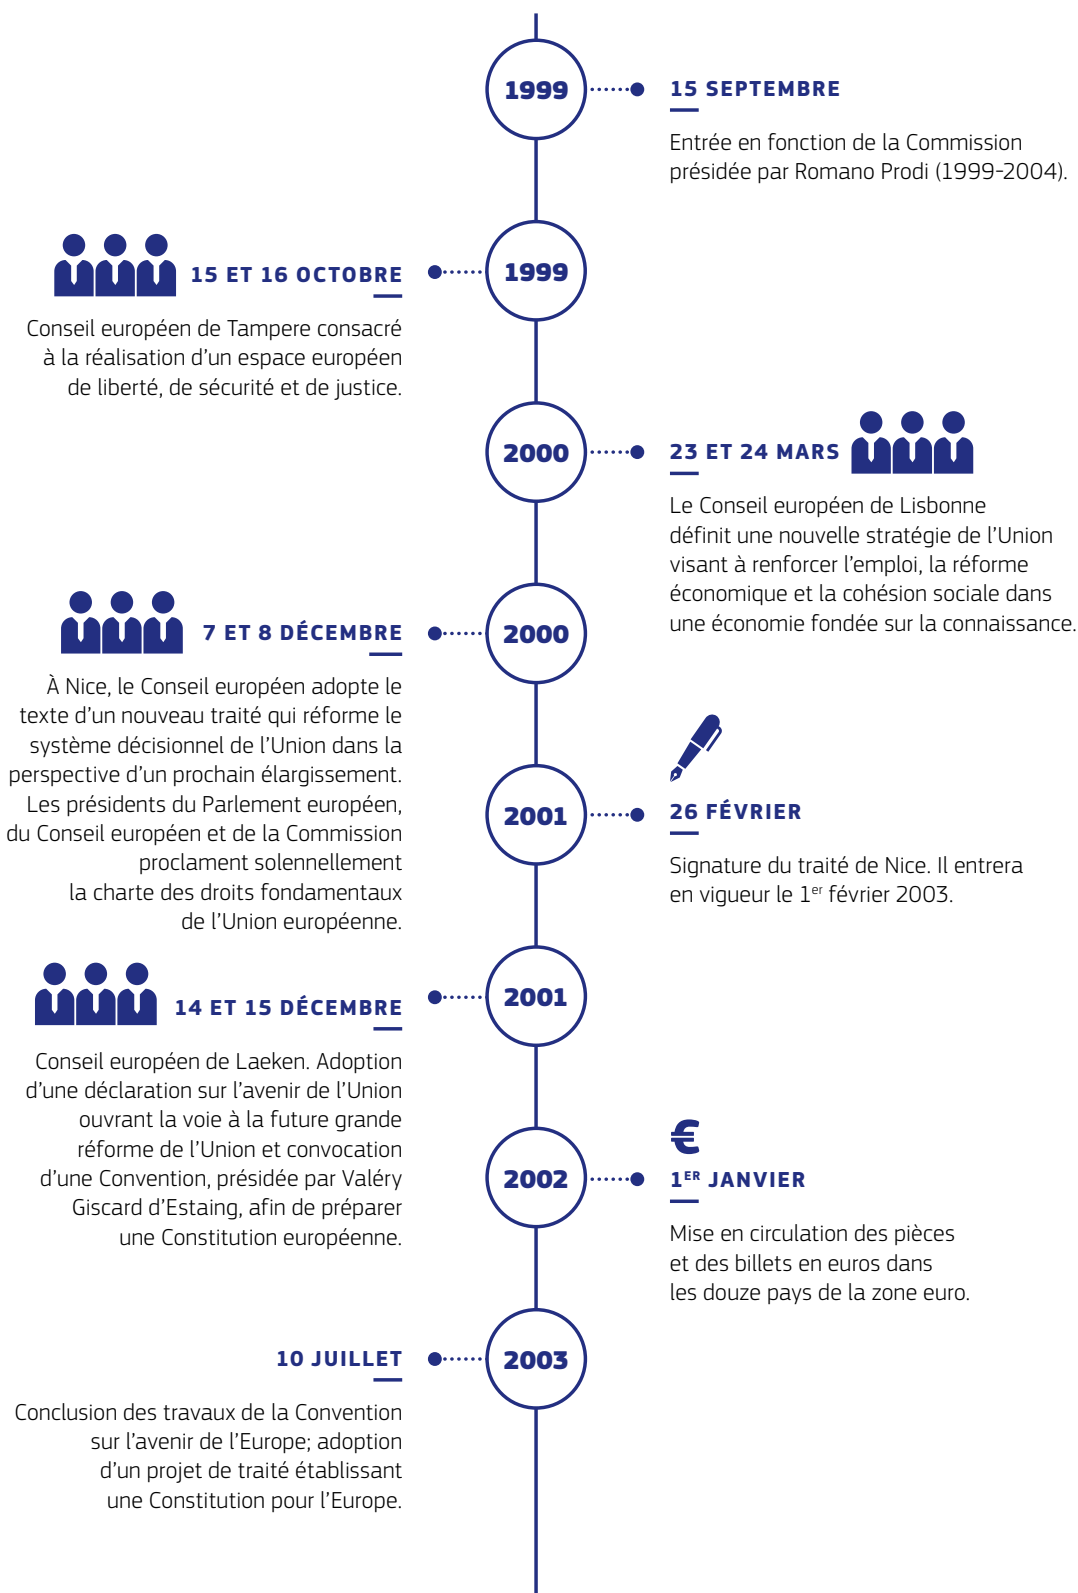 1999
15 SEPTEMBRE
Entrée en fonction de la Commission
présidée par Romano Prodi (1999-2004).
1999
15 ET 16 OCTOBRE
Conseil européen de Tampere consacré
à la réalisation d’un espace européen
de liberté, de sécurité et de justice.
2000
23 ET 24 MARS
Le Conseil européen de Lisbonne
définit une nouvelle stratégie de l’Union
visant à renforcer l’emploi, la réforme
économique et la cohésion sociale dans
une économie fondée sur la connaissance.
2000
7 ET 8 DÉCEMBRE
À Nice, le Conseil européen adopte le
texte d’un nouveau traité qui réforme le
système décisionnel de l’Union dans la
perspective d’un prochain élargissement.
Les présidents du Parlement européen,
du Conseil européen et de la Commission
proclament solennellement
la charte des droits fondamentaux
de l’Union européenne.
2001
26 FÉVRIER
Signature du traité de Nice. Il entrera
en vigueur le 1er février 2003.
2001
14 ET 15 DÉCEMBRE
Conseil européen de Laeken. Adoption
d’une déclaration sur l’avenir de l’Union
ouvrant la voie à la future grande
réforme de l’Union et convocation
d’une Convention, présidée par Valéry
Giscard d’Estaing, afin de préparer
une Constitution européenne.
2002
€
1ER JANVIER
Mise en circulation des pièces
et des billets en euros dans
les douze pays de la zone euro.
2003
10 JUILLET
Conclusion des travaux de la Convention
sur l’avenir de l’Europe; adoption
d’un projet de traité établissant
une Constitution pour l’Europe.